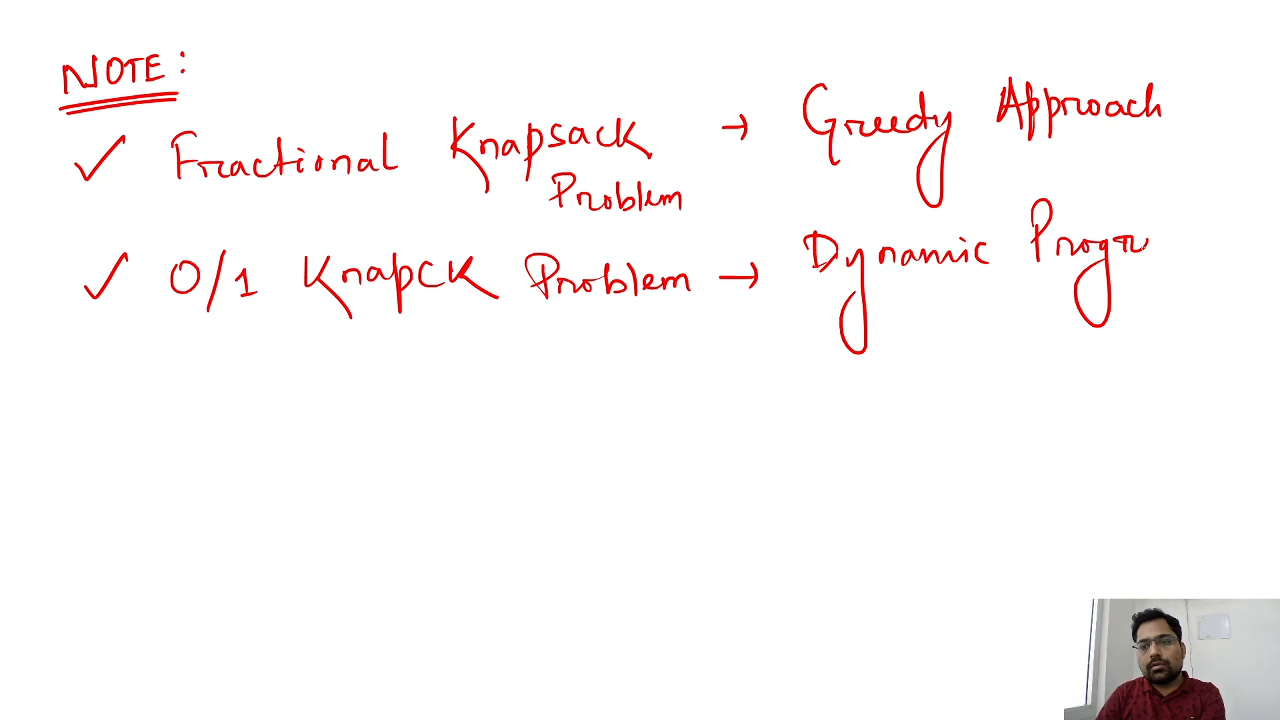 NOTE:
✓ Fractional Knapsack → Greedy Approach
Problem
✓ 0/1 Knapck Problem → Dynamic Progr